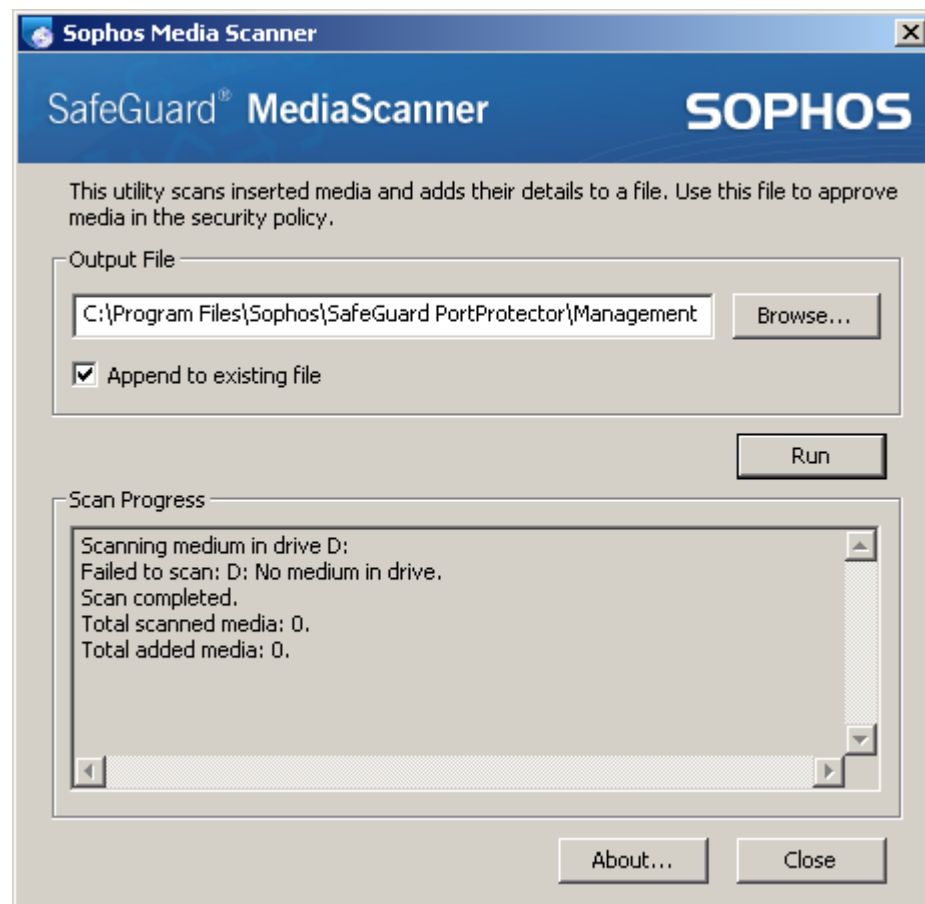 Sophos Media Scanner
SafeGuard® MediaScanner
SOPHOS
This utility scans inserted media and adds their details to a file. Use this file to approve
media in the security policy.
Output File
C:\Program Files\Sophos\SafeGuard PortProtector\Management
Browse...
Append to existing file
Run
Scan Progress
Scanning medium in drive D:
Failed to scan: D: No medium in drive.
Scan completed.
Total scanned media: 0.
Total added media: 0.
About...
Close